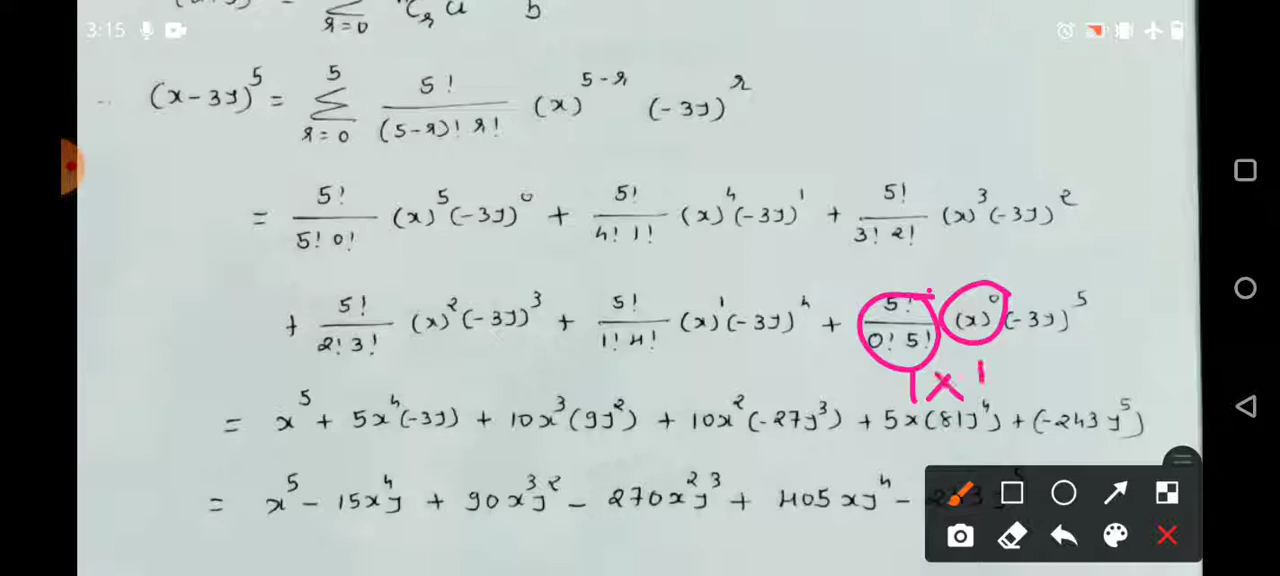 n C r a b
r=0
3:15
(x-3y)^5 = 5 Σ r=0 5!/(5-r)! r! (x)^5-r (-3y)^r
= 5!/5! 0! (x)^5 (-3y)^0 + 5!/4! 1! (x)^4 (-3y)^1 + 5!/3! 2! (x)^3 (-3y)^2
+ 5!/2! 3! (x)^2 (-3y)^3 + 5!/1! 4! (x)^1 (-3y)^4 + 5!/0! 5! (x)^0 (-3y)^5
1 x 1
= x^5 + 5x^4(-3y) + 10x^3(9y^2) + 10x^2(-27y^3) + 5x(81y^4) + (-243y^5)
= x^5 - 15x^4y + 90x^3y^2 - 270x^2y^3 + 405xy^4 -